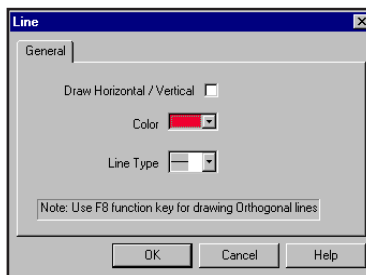 Line
General
Draw Horizontal / Vertical
Color
Line Type
Note: Use F8 function key for drawing Orthogonal lines
OK Cancel Help